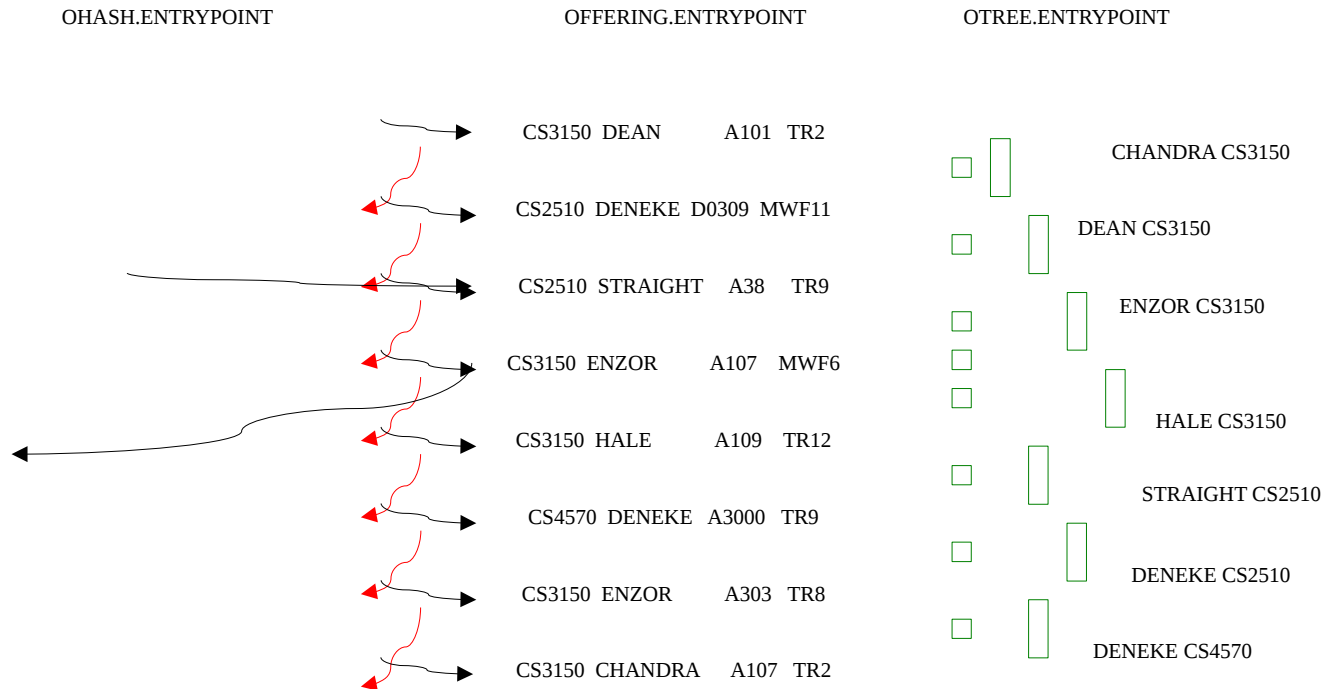 OHASH.ENTRYPOINT OFFERING.ENTRYPOINT OTREE.ENTRYPOINT
CS3150 DEAN A101 TR2
CHANDRA CS3150
CS2510 DENEKE D0309 MWF11
DEAN CS3150
CS2510 STRAIGHT A38 TR9
ENZOR CS3150
CS3150 ENZOR A107 MWF6
HALE CS3150
CS3150 HALE A109 TR12
STRAIGHT CS2510
CS4570 DENEKE A3000 TR9
DENEKE CS2510
CS3150 ENZOR A303 TR8
DENEKE CS4570
CS3150 CHANDRA A107 TR2